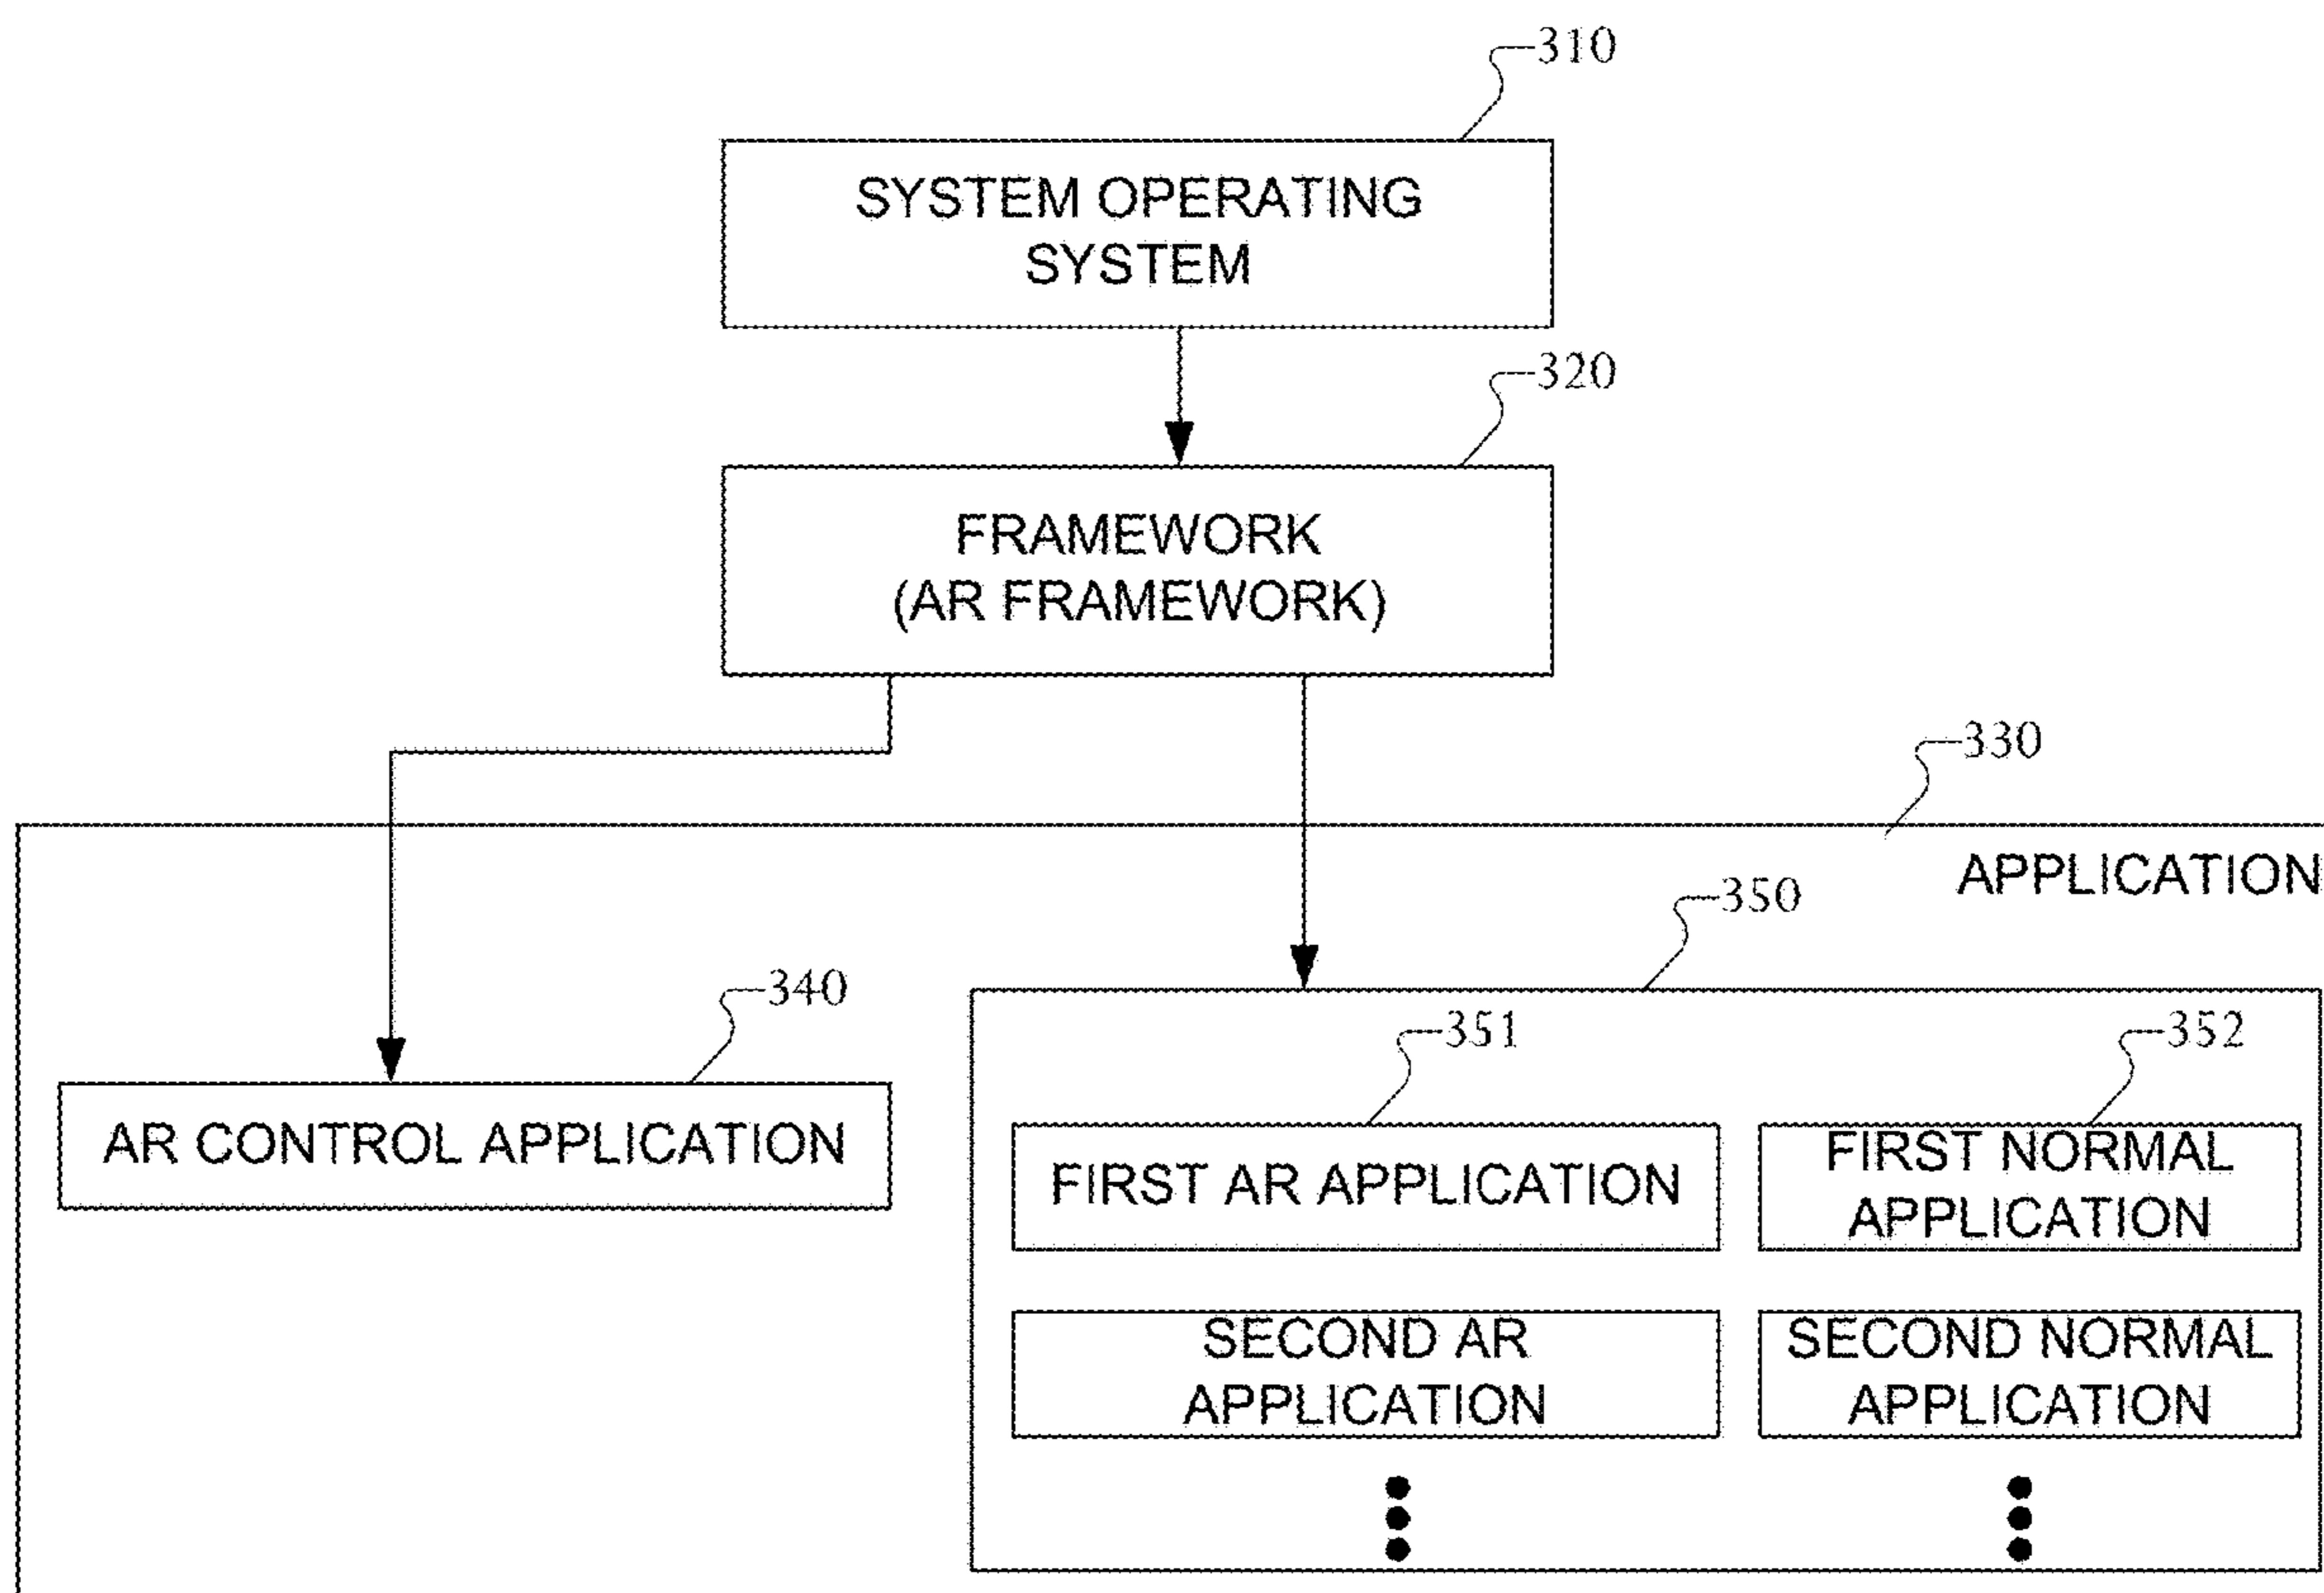 310
SYSTEM OPERATING
SYSTEM
320
FRAMEWORK
(AR FRAMEWORK)
330
APPLICATION
350
340
351
352
AR CONTROL APPLICATION
FIRST AR APPLICATION
FIRST NORMAL
APPLICATION
SECOND AR
APPLICATION
SECOND NORMAL
APPLICATION